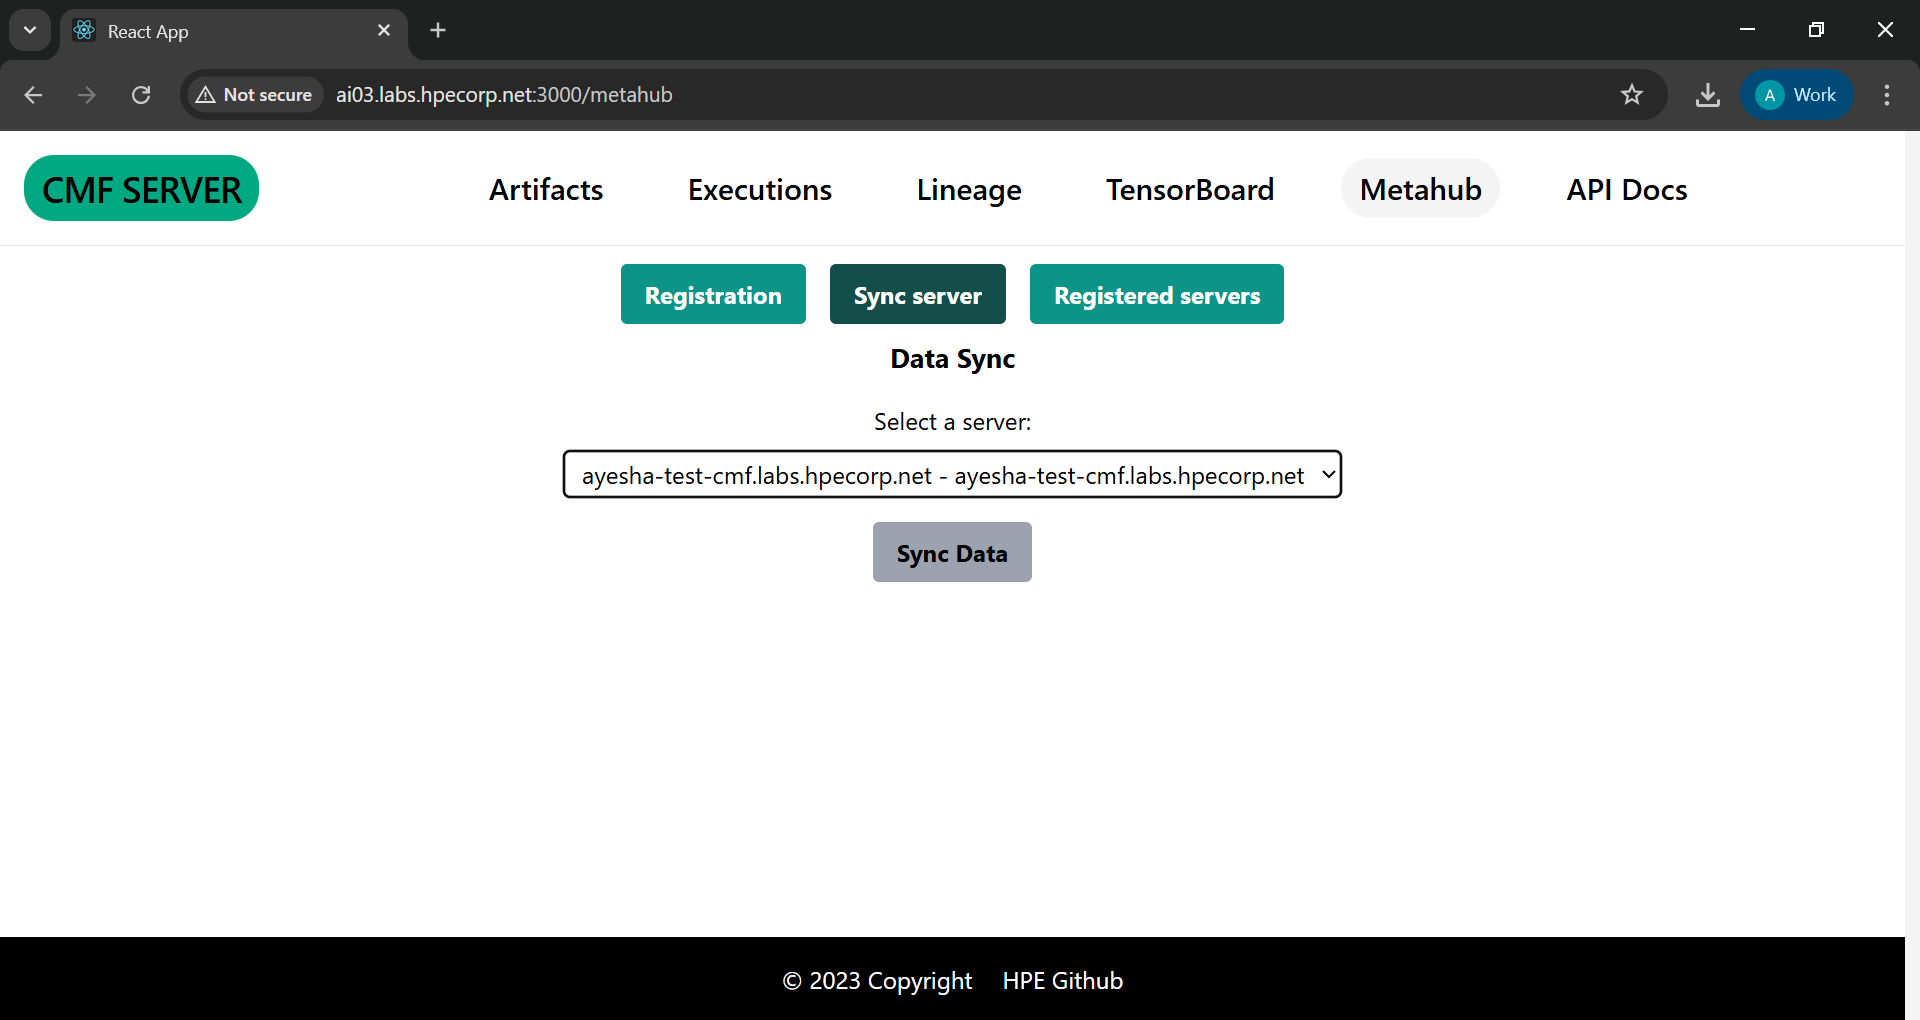 React App
Not secure ai03.labs.hpecorp.net:3000/metahub A Work
CMF SERVER Artifacts Executions Lineage TensorBoard Metahub API Docs
Registration Sync server Registered servers
Data Sync
Select a server:
ayesha-test-cmf.labs.hpecorp.net - ayesha-test-cmf.labs.hpecorp.net
Sync Data
© 2023 Copyright HPE Github